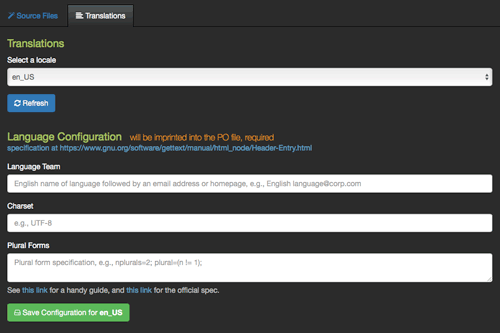 Source Files
Translations
Translations
Select a locale
en_US
Refresh
Language Configuration will be imprinted into the PO file, required
specification at https://www.gnu.org/software/gettext/manual/html_node/Header-Entry.html
Language Team
English name of language followed by an email address or homepage, e.g., English language@corp.com
Charset
e.g., UTF-8
Plural Forms
Plural form specification, e.g., nplurals=2; plural=(n != 1);
See this link for a handy guide, and this link for the official spec.
Save Configuration for en_US